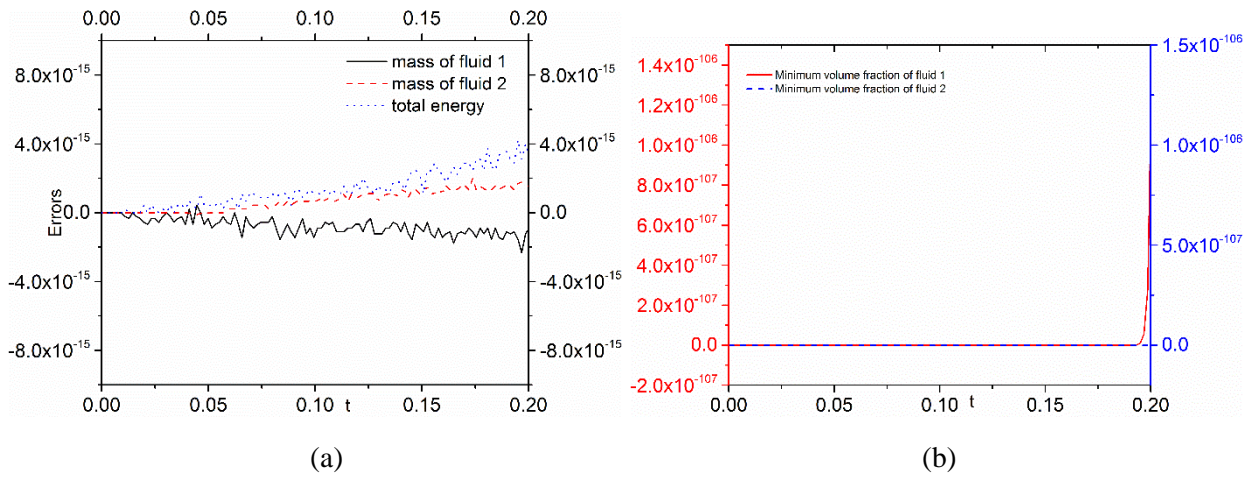 0.00 0.05 0.10 0.15 0.20
8.0x10⁻¹⁵ 8.0x10⁻¹⁵
4.0x10⁻¹⁵ 4.0x10⁻¹⁵
0.0 0.0
-4.0x10⁻¹⁵ -4.0x10⁻¹⁵
-8.0x10⁻¹⁵ -8.0x10⁻¹⁵
Errors
mass of fluid 1
mass of fluid 2
total energy
0.00 0.05 0.10 t 0.15 0.20
(a)
1.4x10⁻¹⁰⁶
1.2x10⁻¹⁰⁶
1.0x10⁻¹⁰⁶
8.0x10⁻¹⁰⁷
6.0x10⁻¹⁰⁷
4.0x10⁻¹⁰⁷
2.0x10⁻¹⁰⁷
0.0
-2.0x10⁻¹⁰⁷
Minimum volume fraction of fluid 1
Minimum volume fraction of fluid 2
1.5x10⁻¹⁰⁶
1.0x10⁻¹⁰⁶
5.0x10⁻¹⁰⁷
0.0
0.00 0.05 0.10 t 0.15 0.20
(b)